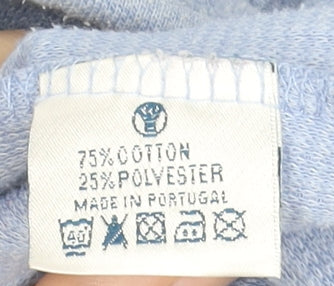 75% COTTON
25% POLYESTER
MADE IN PORTUGAL
40